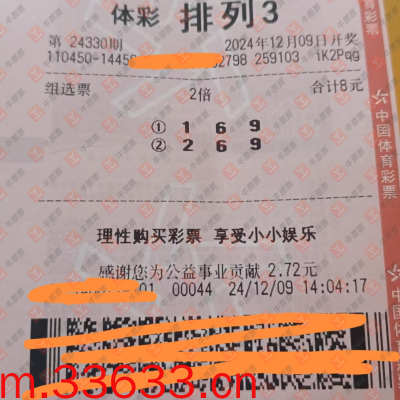 体彩 排列3
第 24330期 2024年12月09日开奖
110450-1445 2798 259103 iK2Pqg
组选票 2倍 合计8元
① 1 6 9
② 2 6 9
理性购买彩票 享受小小娱乐
感谢您为公益事业贡献 2.72元
01 00044 24/12/09 14:04:17
中国体育彩票
m.33633.cn